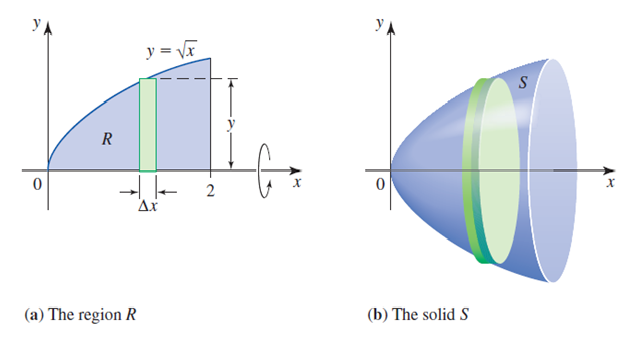 y
y = √x
R
y
0
2
x
Δx
(a) The region R
y
S
0
x
(b) The solid S